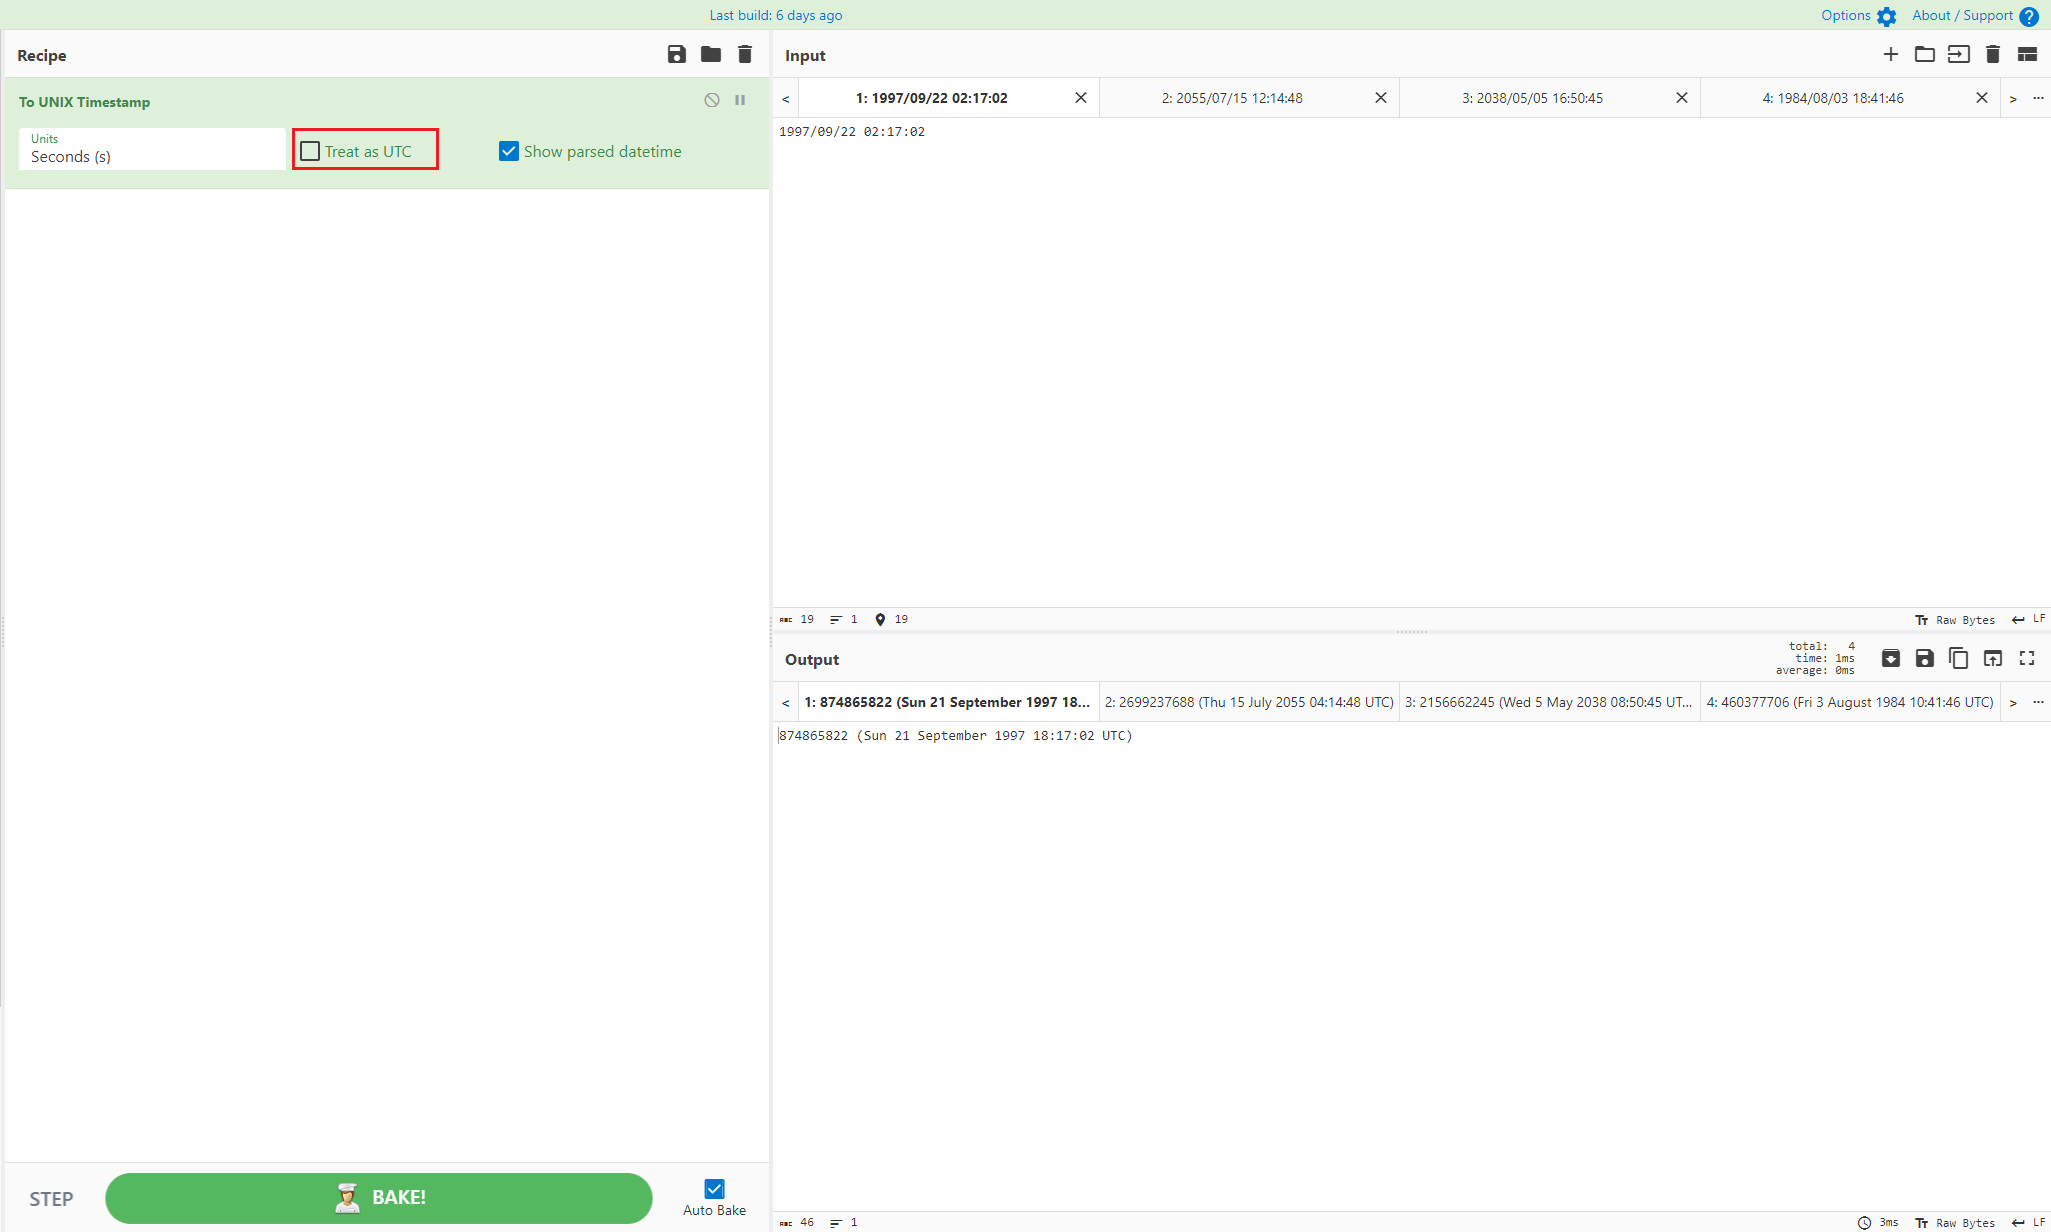 Last build: 6 days ago
Options
About / Support
Recipe
To UNIX Timestamp
Units
Seconds (s)
Treat as UTC
Show parsed datetime
STEP
BAKE!
Auto Bake
Input
< 1: 1997/09/22 02:17:02 2: 2055/07/15 12:14:48 3: 2038/05/05 16:50:45 4: 1984/08/03 18:41:46 > ...
1997/09/22 02:17:02
ABC 19 1 19 Raw Bytes LF
Output
total: 4
time: 1ms
average: 0ms
< 1: 874865822 (Sun 21 September 1997 18... 2: 2699237688 (Thu 15 July 2055 04:14:48 UTC) 3: 2156662245 (Wed 5 May 2038 08:50:45 UT... 4: 460377706 (Fri 3 August 1984 10:41:46 UTC) > ...
874865822 (Sun 21 September 1997 18:17:02 UTC)
ABC 46 1 3ms Raw Bytes LF